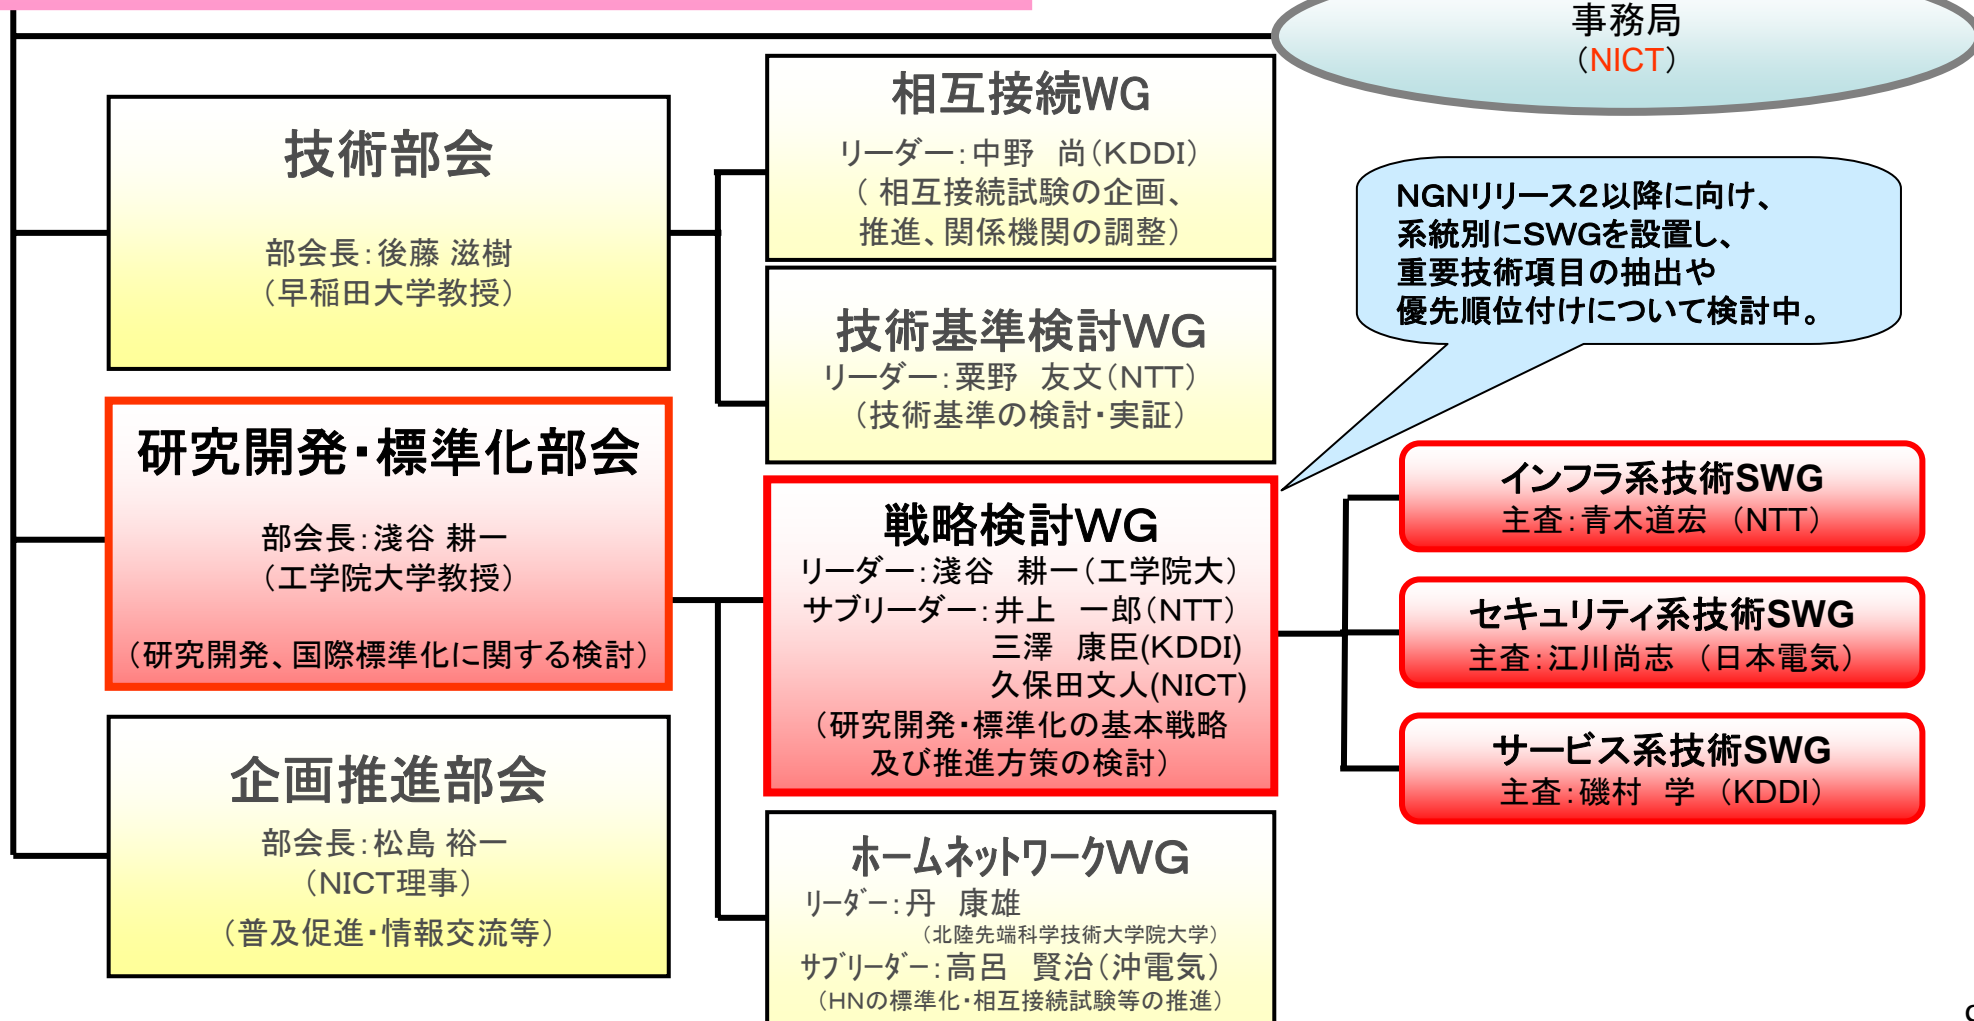 事務局
（NICT）
技術部会
部会長：後藤 滋樹
（早稲田大学教授）
相互接続WG
リーダー：中野　尚（KDDI）
（ 相互接続試験の企画、
推進、関係機関の調整）
技術基準検討WG
リーダー：粟野　友文（NTT）
（技術基準の検討・実証）
NGNリリース２以降に向け、
系統別にSWGを設置し、
重要技術項目の抽出や
優先順位付けについて検討中。
研究開発・標準化部会
部会長：淺谷 耕一
（工学院大学教授）
（研究開発、国際標準化に関する検討）
戦略検討WG
リーダー：淺谷　耕一（工学院大）
サブリーダー：井上　一郎（NTT）
三澤　康臣(KDDI)
久保田文人(NICT)
（研究開発・標準化の基本戦略
及び推進方策の検討）
インフラ系技術SWG
主査：青木道宏　（NTT）
セキュリティ系技術SWG
主査：江川尚志　（日本電気）
サービス系技術SWG
主査：磯村　学　（KDDI）
企画推進部会
部会長：松島 裕一
（NICT理事）
（普及促進・情報交流等）
ホームネットワークWG
リーダー：丹　康雄
（北陸先端科学技術大学院大学）
サブリーダー：高呂　賢治（沖電気）
（HNの標準化・相互接続試験等の推進）